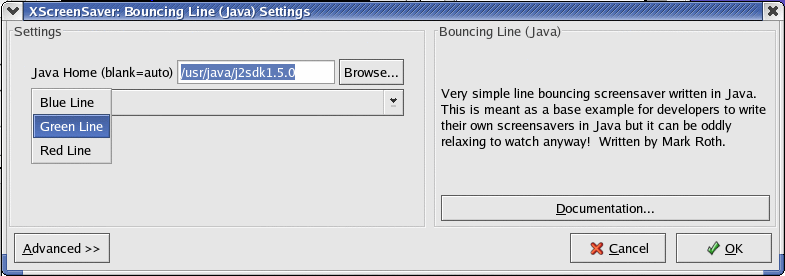 XScreenSaver: Bouncing Line (Java) Settings
Settings
Java Home (blank=auto) /usr/java/j2sdk1.5.0 Browse...
Blue Line
Green Line
Red Line
Bouncing Line (Java)
Very simple line bouncing screensaver written in Java.
This is meant as a base example for developers to write
their own screensavers in Java but it can be oddly
relaxing to watch anyway!  Written by Mark Roth.
Documentation...
Advanced >> Cancel OK